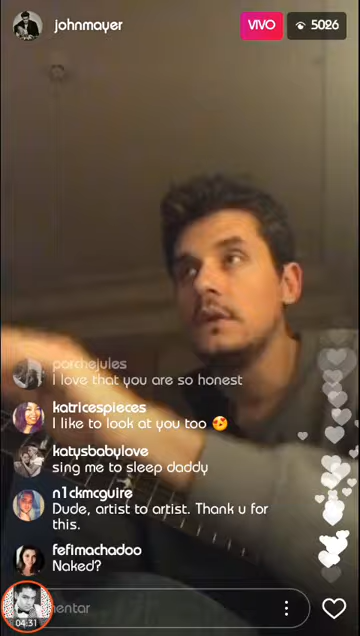 johnmayer
VIVO
5026
parchejules
I love that you are so honest
katricespieces
I like to look at you too 😉
katysbabylove
sing me to sleep daddy
n1ckmcguire
Dude, artist to artist. Thank u for
this.
fefimachadoo
Naked?
entar
04:31